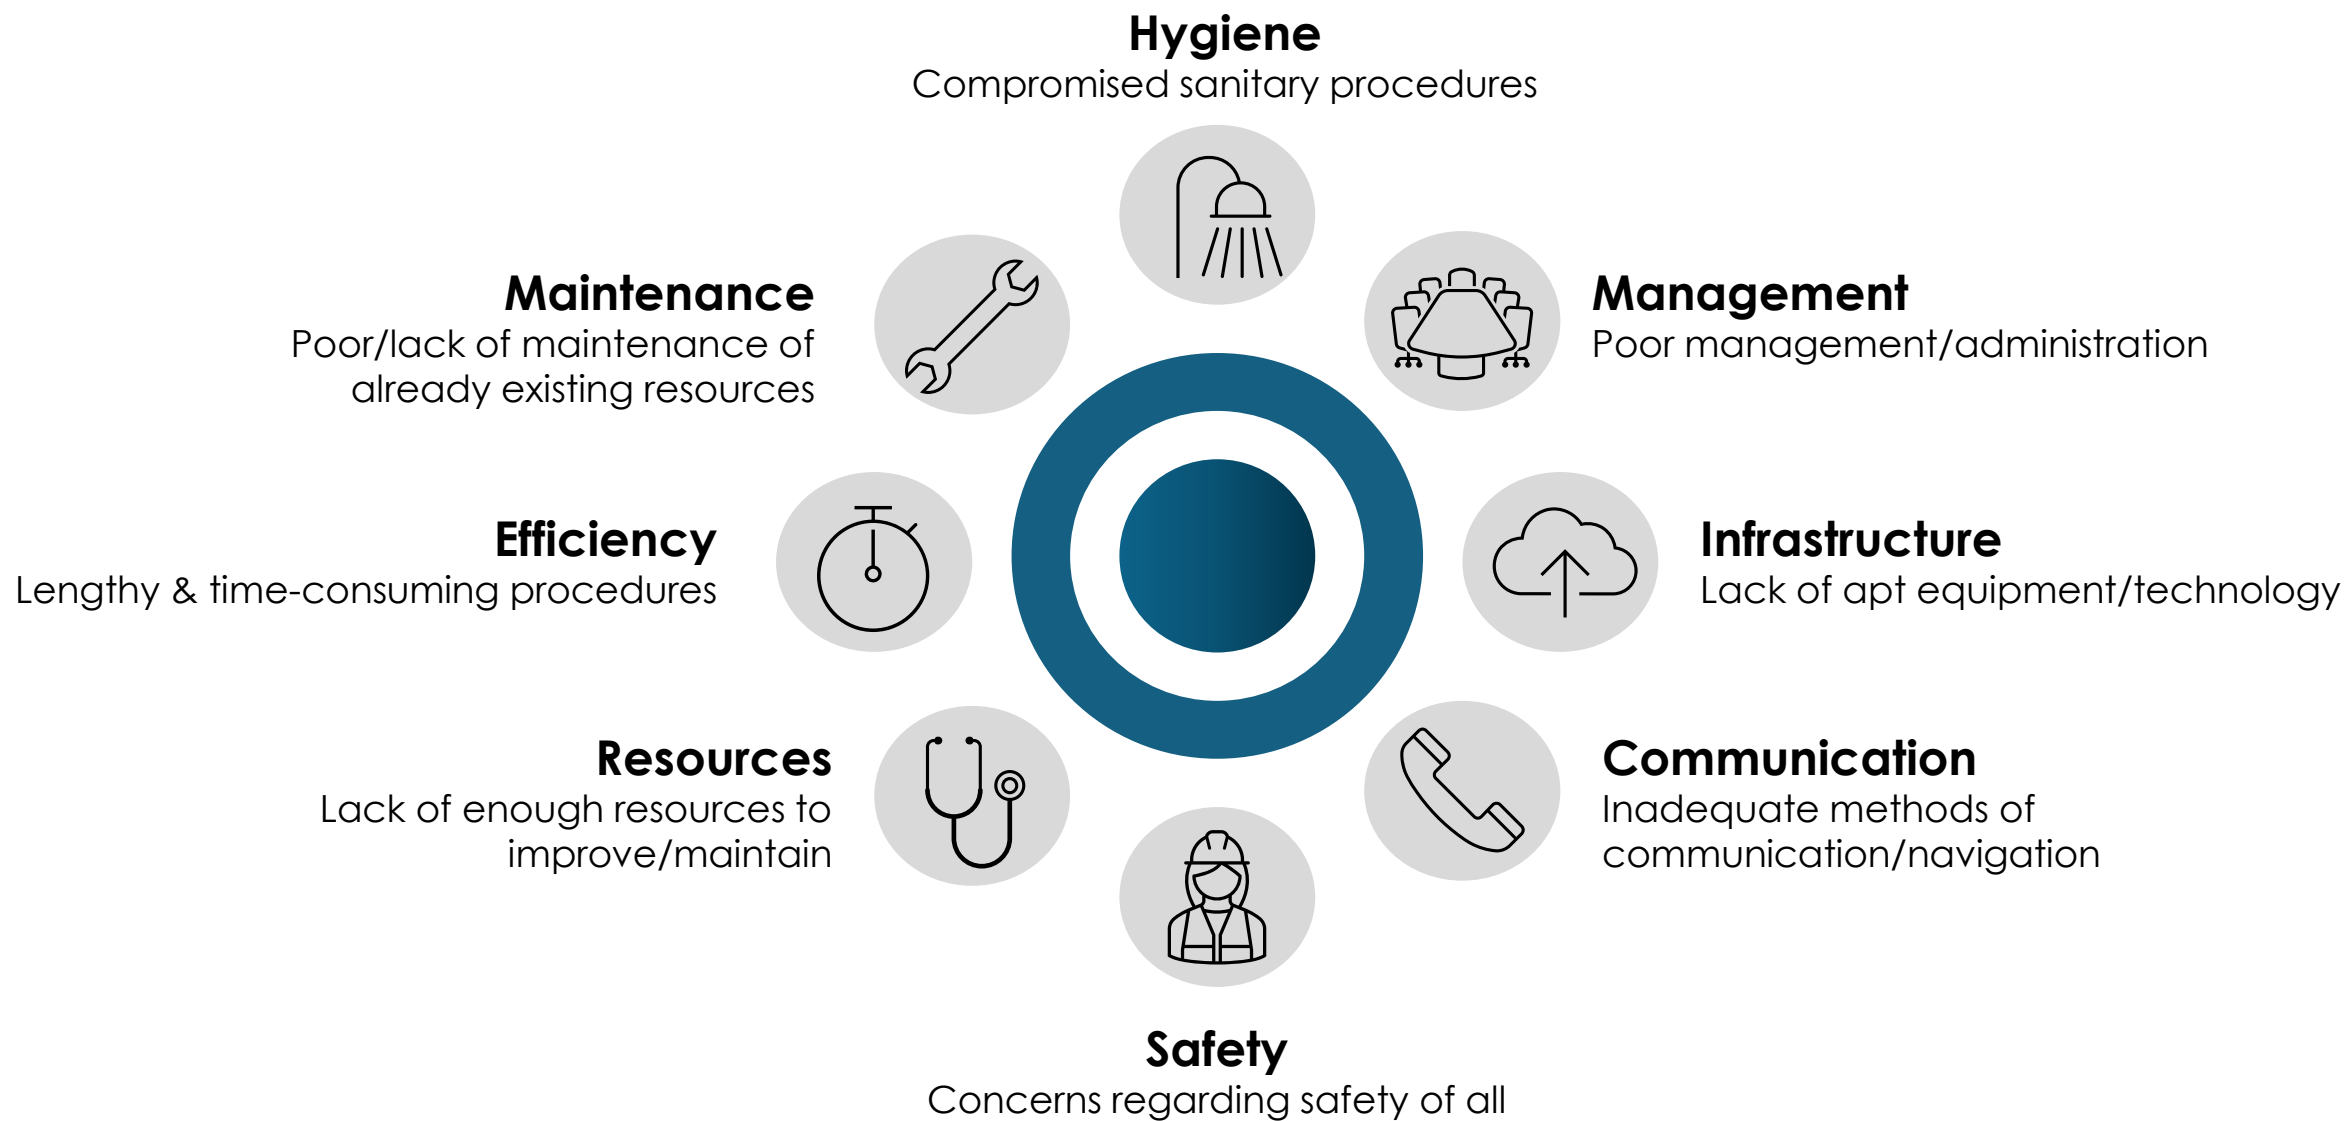 Hygiene
Compromised sanitary procedures
Maintenance
Poor/lack of maintenance of
already existing resources
Management
Poor management/administration
Efficiency
Lengthy & time-consuming procedures
Infrastructure
Lack of apt equipment/technology
Resources
Lack of enough resources to
improve/maintain
Communication
Inadequate methods of
communication/navigation
Safety
Concerns regarding safety of all